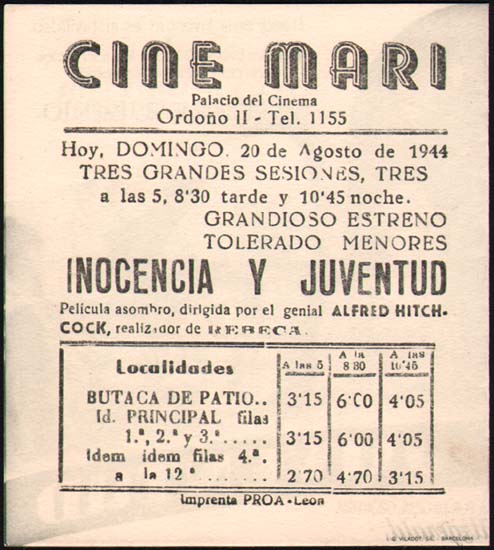 CINE MARI
Palacio del Cinema
Ordoño II - Tel. 1155
Hoy, DOMINGO. 20 de Agosto de 1944
TRES GRANDES SESIONES, TRES
a las 5, 8'30 tarde y 10'45 noche.
GRANDIOSO ESTRENO
TOLERADO MENORES
INOCENCIA Y JUVENTUD
Película asombro, dirigida por el genial ALFRED HITCH-
COCK, realizador de REBECA.
Localidades A las 5 A la 8'30 A las 10'45
BUTACA DE PATIO.. 3'15 6'00 4'05
Id. PRINCIPAL filas
1.ª, 2.ª y 3.ª ..... 3'15 6'00 4'05
Idem idem filas 4.ª.
a la 12ª ........ 2'70 4'70 3'15
Imprenta PROA - León
© VILADOT S.L. BARCELONA